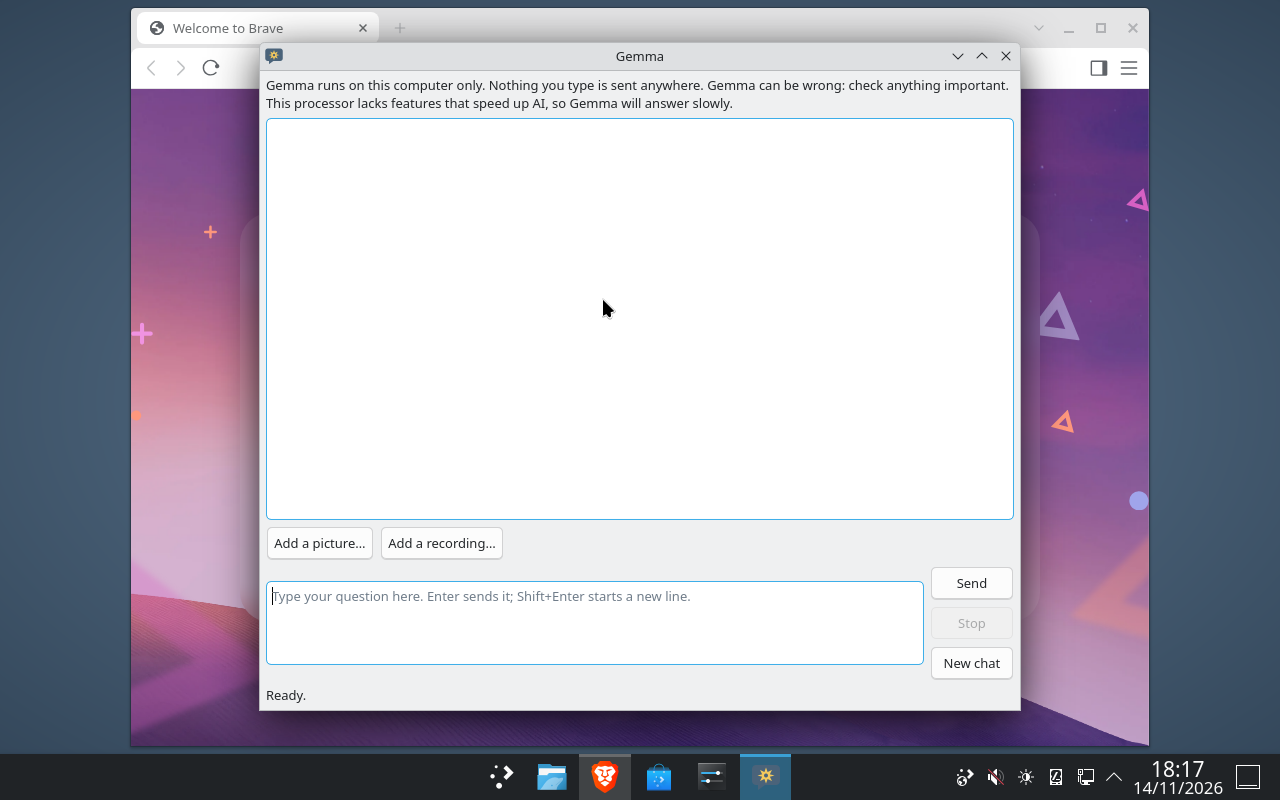 Welcome to Brave
Gemma
Gemma runs on this computer only. Nothing you type is sent anywhere. Gemma can be wrong: check anything important.
This processor lacks features that speed up AI, so Gemma will answer slowly.
Add a picture...
Add a recording...
Type your question here. Enter sends it; Shift+Enter starts a new line.
Send
Stop
New chat
Ready.
18:17
14/11/2026